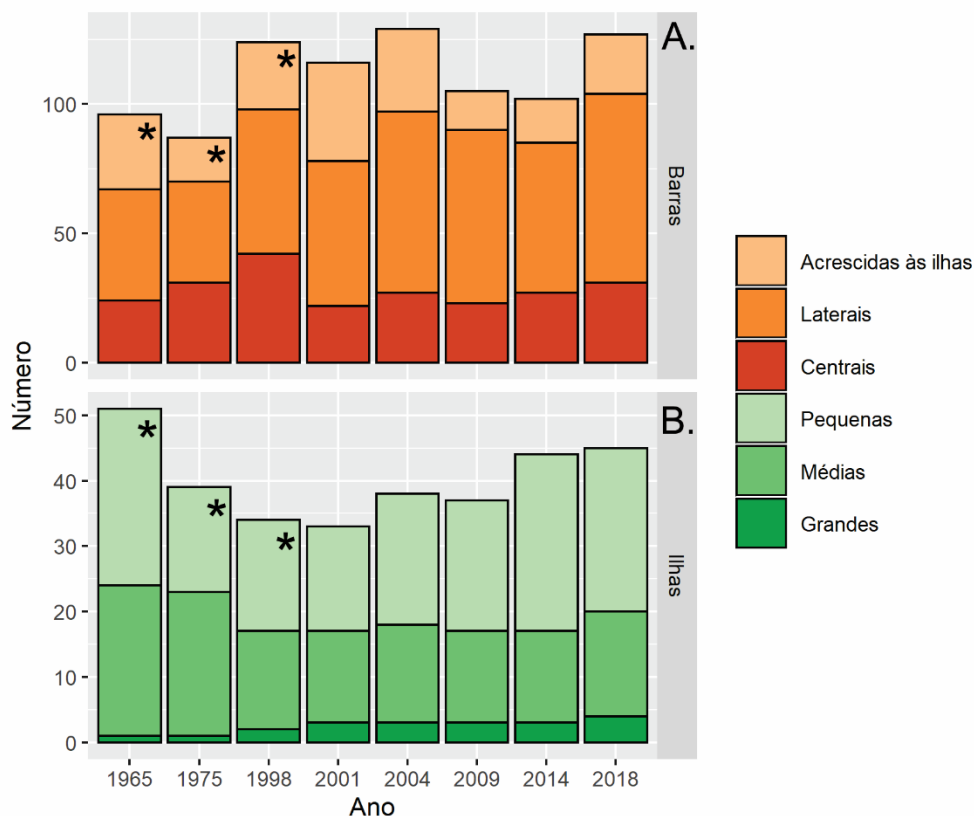 A.
*
*
*
100
50
0
Barras
B.
*
*
*
50
40
30
20
10
0
Ilhas
Número
1965 1975 1998 2001 2004 2009 2014 2018
Ano
Acrescidas às ilhas
Laterais
Centrais
Pequenas
Médias
Grandes